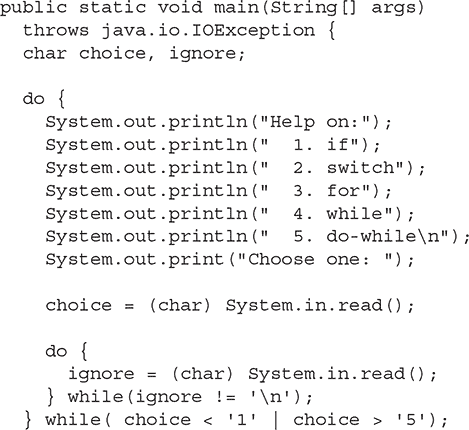 public static void main(String[] args)
  throws java.io.IOException {
  char choice, ignore;

  do {
    System.out.println("Help on:");
    System.out.println("  1. if");
    System.out.println("  2. switch");
    System.out.println("  3. for");
    System.out.println("  4. while");
    System.out.println("  5. do-while\n");
    System.out.print("Choose one: ");

    choice = (char) System.in.read();

    do {
      ignore = (char) System.in.read();
    } while(ignore != '\n');
  } while( choice < '1' | choice > '5');